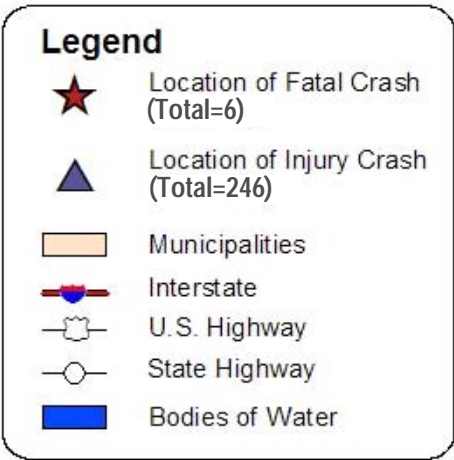 Legend
Location of Fatal Crash
(Total=6)
Location of Injury Crash
(Total=246)
Municipalities
Interstate
U.S. Highway
State Highway
Bodies of Water